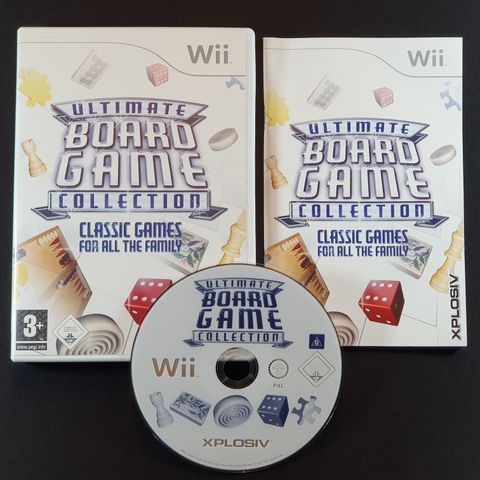 Wii
ULTIMATE
BOARD
GAME
COLLECTION
CLASSIC GAMES
FOR ALL THE FAMILY
3+
www.pegi.info
Wii
ULTIMATE
BOARD
GAME
COLLECTION
CLASSIC GAMES
FOR ALL THE FAMILY
XPLOSIV
ULTIMATE
BOARD
GAME
COLLECTION
Wii
PAL
XPLOSIV